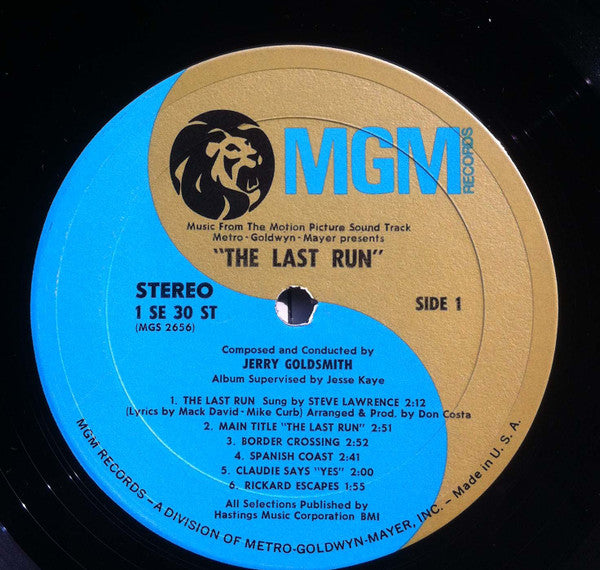 MGM
RECORDS
Music From The Motion Picture Sound Track
Metro-Goldwyn-Mayer presents
"THE LAST RUN"
STEREO
1 SE 30 ST
(MGS 2656)
SIDE 1
Composed and Conducted by
JERRY GOLDSMITH
Album Supervised by Jesse Kaye
1. THE LAST RUN Sung by STEVE LAWRENCE 2:12
(Lyrics by Mack David-Mike Curb) Arranged & Prod. by Don Costa
2. MAIN TITLE "THE LAST RUN" 2:51
3. BORDER CROSSING 2:52
4. SPANISH COAST 2:41
5. CLAUDIE SAYS "YES" 2:00
6. RICKARD ESCAPES 1:55
All Selections Published by
Hastings Music Corporation BMI
MGM RECORDS – A DIVISION OF METRO-GOLDWYN-MAYER, INC. – Made in U. S. A.